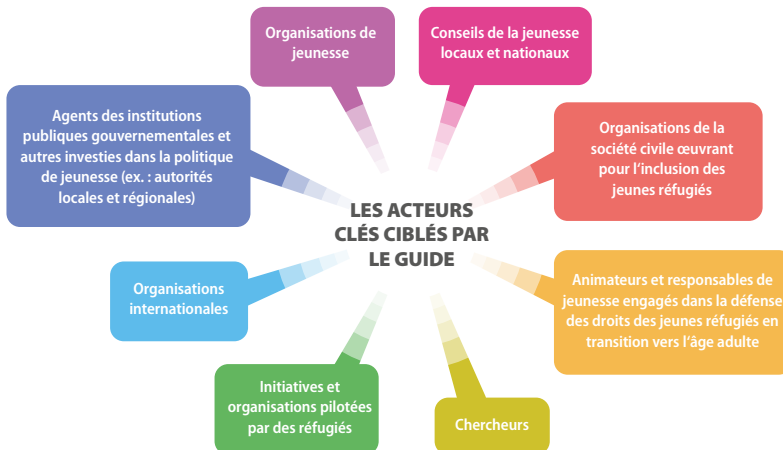 Organisations de
jeunesse
Conseils de la jeunesse
locaux et nationaux
Agents des institutions
publiques gouvernementales et
autres investies dans la politique
de jeunesse (ex. : autorités
locales et régionales)
Organisations de la
société civile œuvrant
pour l'inclusion des
jeunes réfugiés
LES ACTEURS
CLÉS CIBLÉS PAR
LE GUIDE
Organisations
internationales
Animateurs et responsables de
jeunesse engagés dans la défense
des droits des jeunes réfugiés en
transition vers l'âge adulte
Initiatives et
organisations pilotées
par des réfugiés
Chercheurs